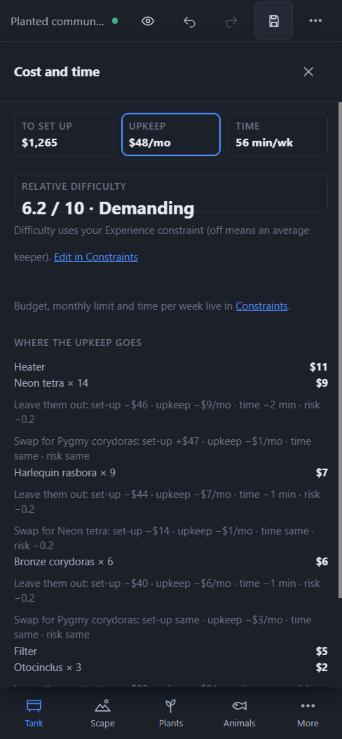 Planted commun...
Cost and time
TO SET UP
$1,265
UPKEEP
$48/mo
TIME
56 min/wk
RELATIVE DIFFICULTY
6.2 / 10 · Demanding
Difficulty uses your Experience constraint (off means an average
keeper). Edit in Constraints
Budget, monthly limit and time per week live in Constraints.
WHERE THE UPKEEP GOES
Heater $11
Neon tetra × 14 $9
Leave them out: set-up −$46 · upkeep −$9/mo · time −2 min · risk
−0.2
Swap for Pygmy corydoras: set-up +$47 · upkeep −$1/mo · time
same · risk same
Harlequin rasbora × 9 $7
Leave them out: set-up −$44 · upkeep −$7/mo · time −1 min · risk
−0.2
Swap for Neon tetra: set-up −$14 · upkeep −$1/mo · time same ·
risk −0.2
Bronze corydoras × 6 $6
Leave them out: set-up −$40 · upkeep −$6/mo · time −1 min · risk
−0.2
Swap for Pygmy corydoras: set-up same · upkeep −$3/mo · time
same · risk same
Filter $5
Otocinclus × 3 $2
Tank
Scape
Plants
Animals
More